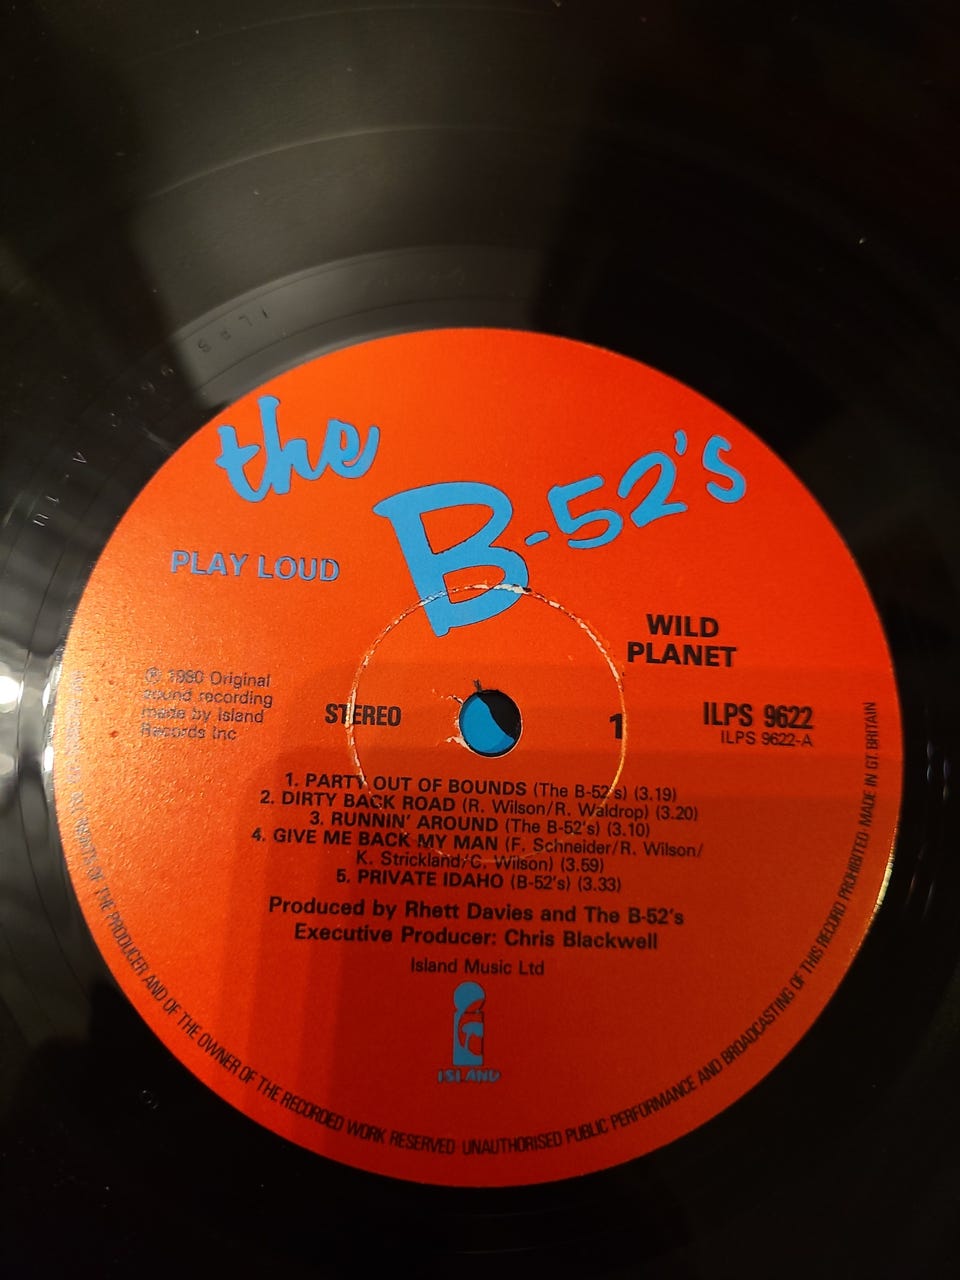 the
B-52's
PLAY LOUD
WILD
PLANET
℗ 1980 Original
sound recording
made by Island
Records Inc
STEREO
1
ILPS 9622
ILPS 9622-A
1. PARTY OUT OF BOUNDS (The B-52's) (3.19)
2. DIRTY BACK ROAD (R. Wilson/R. Waldrop) (3.20)
3. RUNNIN' AROUND (The B-52's) (3.10)
4. GIVE ME BACK MY MAN (F. Schneider/R. Wilson/
K. Strickland/C. Wilson) (3.59)
5. PRIVATE IDAHO (B-52's) (3.33)
Produced by Rhett Davies and The B-52's
Executive Producer: Chris Blackwell
Island Music Ltd
ISLAND
OF THE PRODUCER AND OF THE OWNER OF THE RECORDED WORK RESERVED · UNAUTHORISED PUBLIC PERFORMANCE AND BROADCASTING OF THIS RECORD PROHIBITED · MADE IN GT. BRITAIN
ILPS